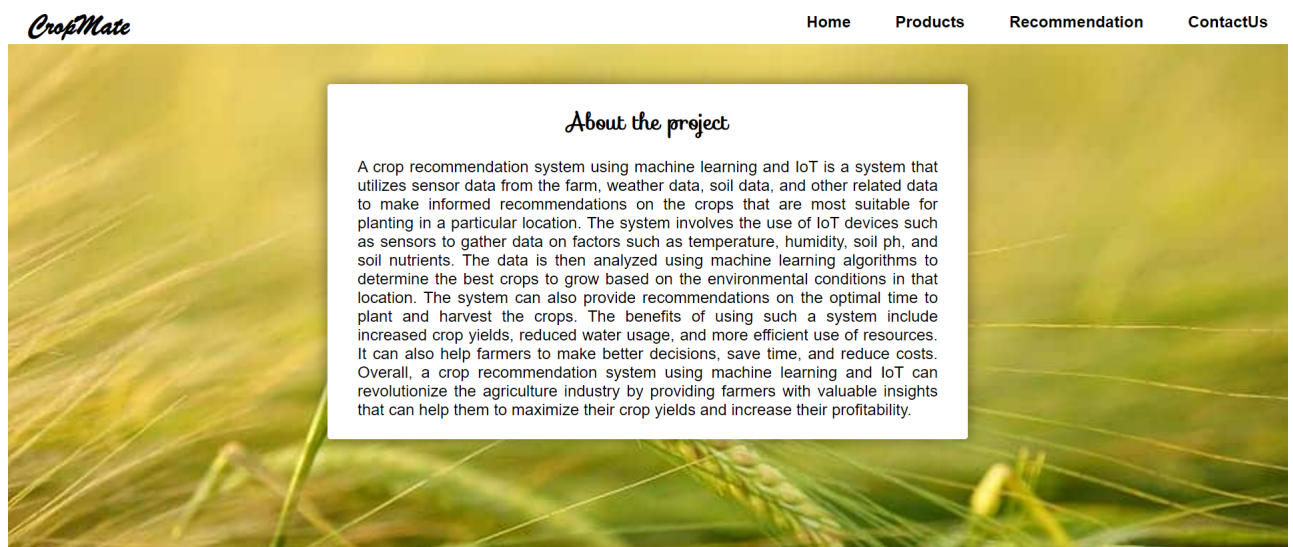 CropMate
Home Products Recommendation ContactUs
About the project
A crop recommendation system using machine learning and IoT is a system that
utilizes sensor data from the farm, weather data, soil data, and other related data
to make informed recommendations on the crops that are most suitable for
planting in a particular location. The system involves the use of IoT devices such
as sensors to gather data on factors such as temperature, humidity, soil ph, and
soil nutrients. The data is then analyzed using machine learning algorithms to
determine the best crops to grow based on the environmental conditions in that
location. The system can also provide recommendations on the optimal time to
plant and harvest the crops. The benefits of using such a system include
increased crop yields, reduced water usage, and more efficient use of resources.
It can also help farmers to make better decisions, save time, and reduce costs.
Overall, a crop recommendation system using machine learning and IoT can
revolutionize the agriculture industry by providing farmers with valuable insights
that can help them to maximize their crop yields and increase their profitability.